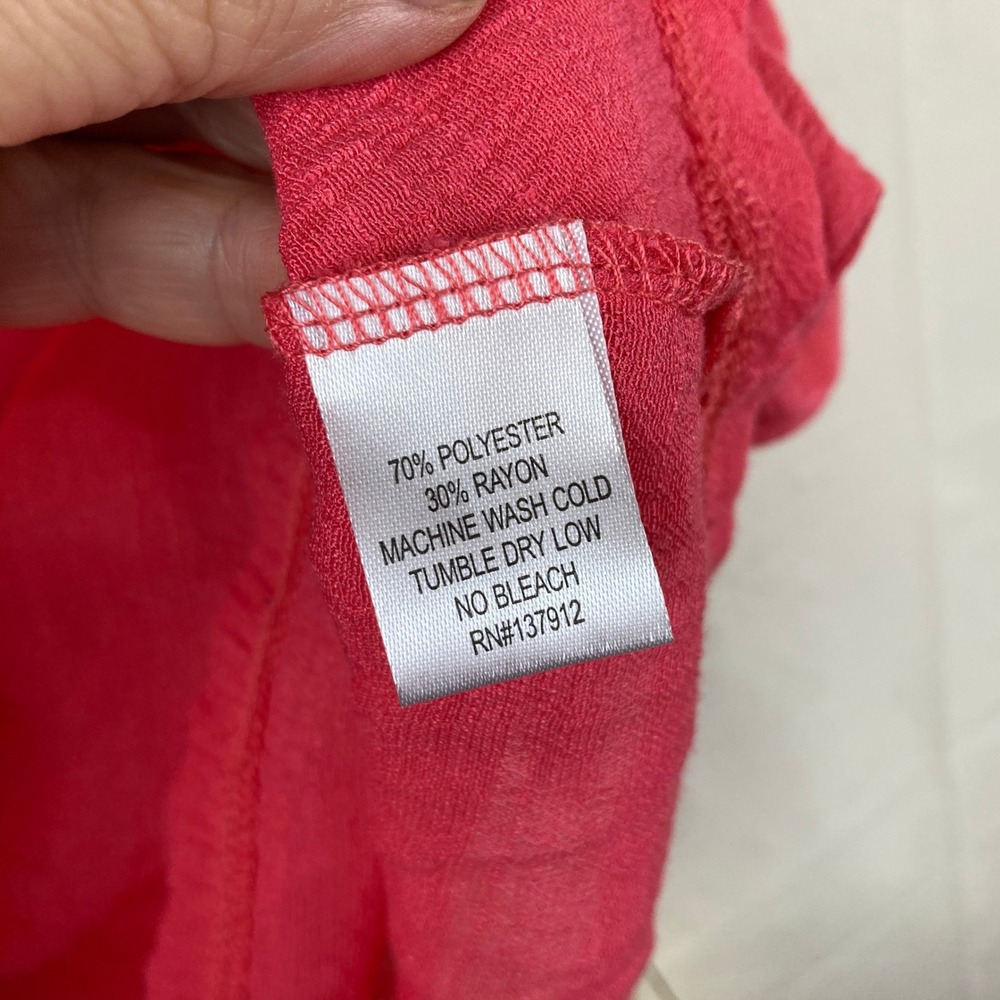 70% POLYESTER
30% RAYON
MACHINE WASH COLD
TUMBLE DRY LOW
NO BLEACH
RN#137912